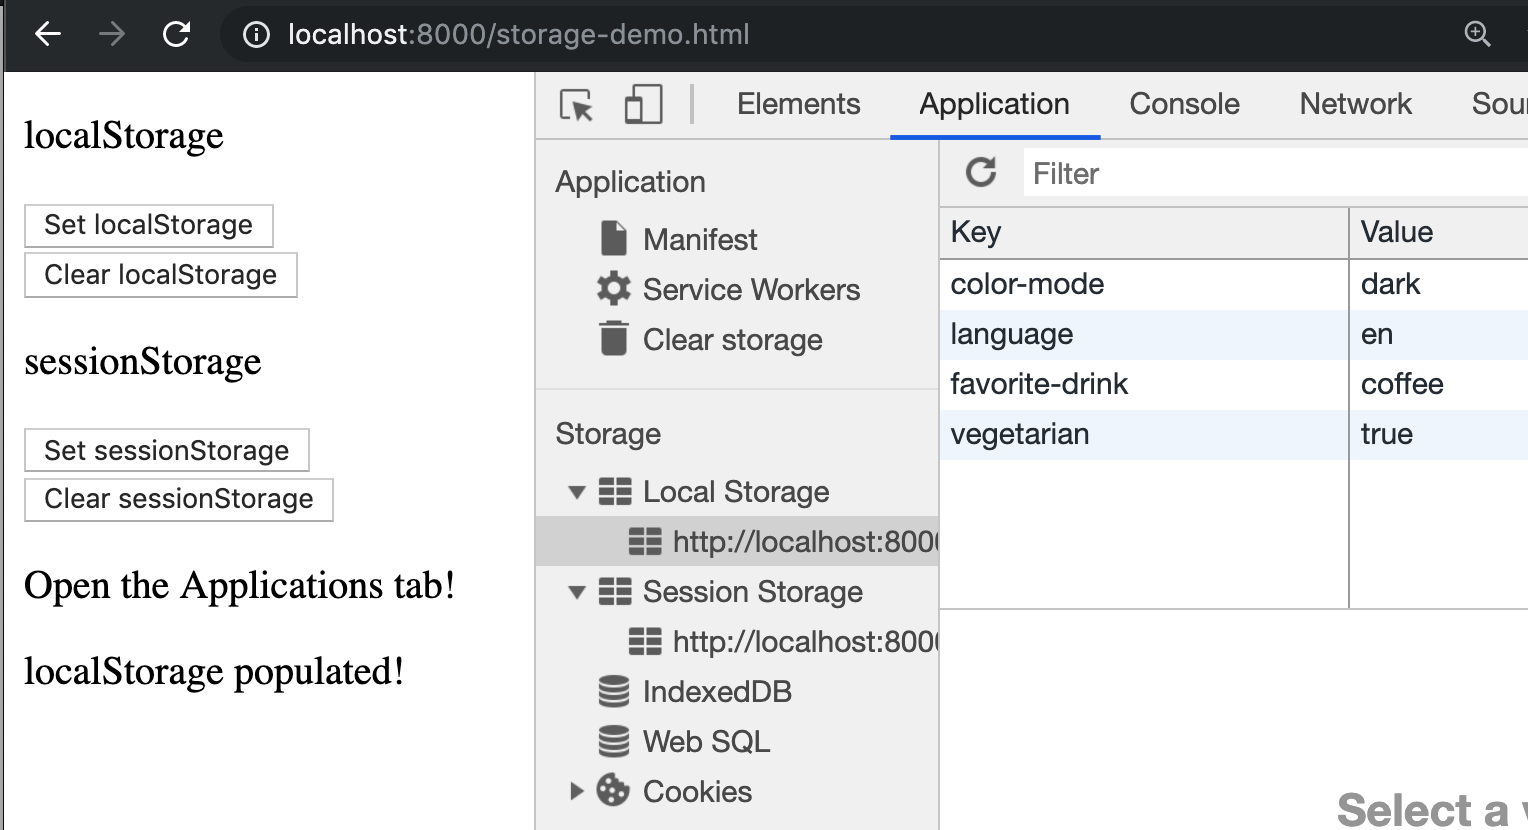 localhost:8000/storage-demo.html
localStorage
Set localStorage
Clear localStorage
sessionStorage
Set sessionStorage
Clear sessionStorage
Open the Applications tab!
localStorage populated!
Elements Application Console Network
Application
Manifest
Service Workers
Clear storage
Storage
Local Storage
http://localhost:800
Session Storage
http://localhost:800
IndexedDB
Web SQL
Cookies
Filter
Key Value
color-mode dark
language en
favorite-drink coffee
vegetarian true
Select a